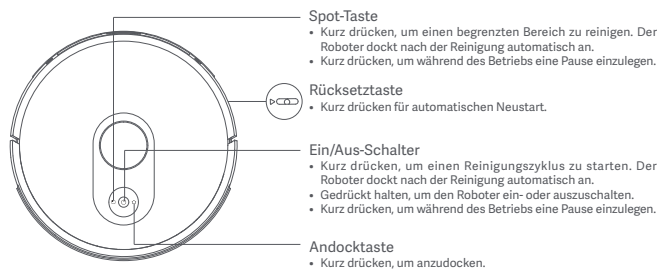 Spot-Taste
• Kurz drücken, um einen begrenzten Bereich zu reinigen. Der
Roboter dockt nach der Reinigung automatisch an.
• Kurz drücken, um während des Betriebs eine Pause einzulegen.
Rücksetztaste
• Kurz drücken für automatischen Neustart.
Ein/Aus-Schalter
• Kurz drücken, um einen Reinigungszyklus zu starten. Der
Roboter dockt nach der Reinigung automatisch an.
• Gedrückt halten, um den Roboter ein- oder auszuschalten.
• Kurz drücken, um während des Betriebs eine Pause einzulegen.
Andocktaste
• Kurz drücken, um anzudocken.